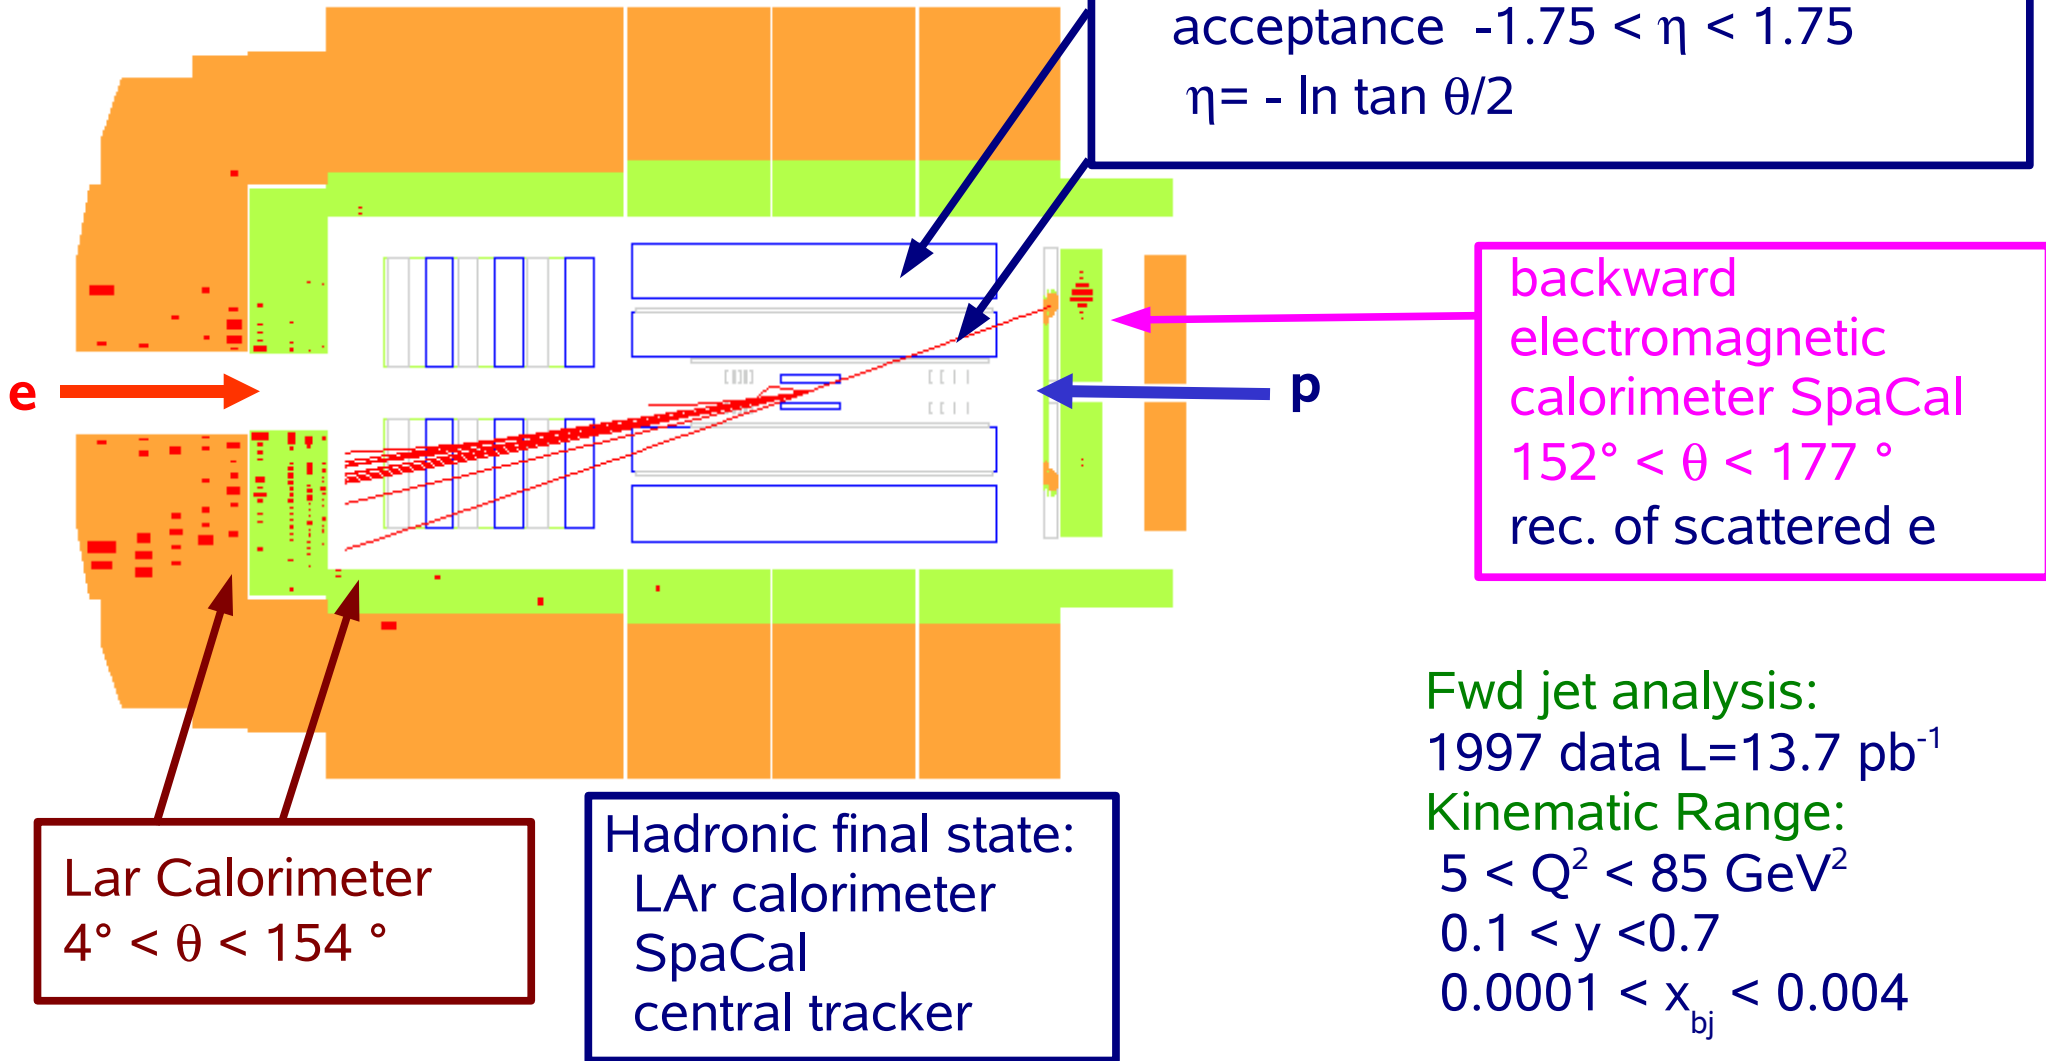 acceptance -1.75 < η < 1.75
η= - ln tan θ/2
backward
electromagnetic
calorimeter SpaCal
152° < θ < 177 °
rec. of scattered e
e
p
Fwd jet analysis:
1997 data L=13.7 pb⁻¹
Kinematic Range:
5 < Q² < 85 GeV²
0.1 < y <0.7
0.0001 < x_bj < 0.004
Lar Calorimeter
4° < θ < 154 °
Hadronic final state:
LAr calorimeter
SpaCal
central tracker